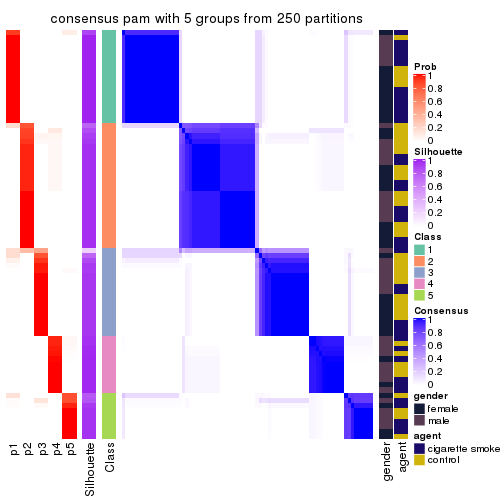 consensus pam with 5 groups from 250 partitions
Prob
1
0.8
0.6
0.4
0.2
0
Silhouette
1
0.8
0.6
0.4
0.2
0
Class
1
2
3
4
5
Consensus
1
0.8
0.6
0.4
0.2
0
gender
female
male
agent
cigarette smoke
control
p1
p2
p3
p4
p5
Silhouette
Class
gender
agent